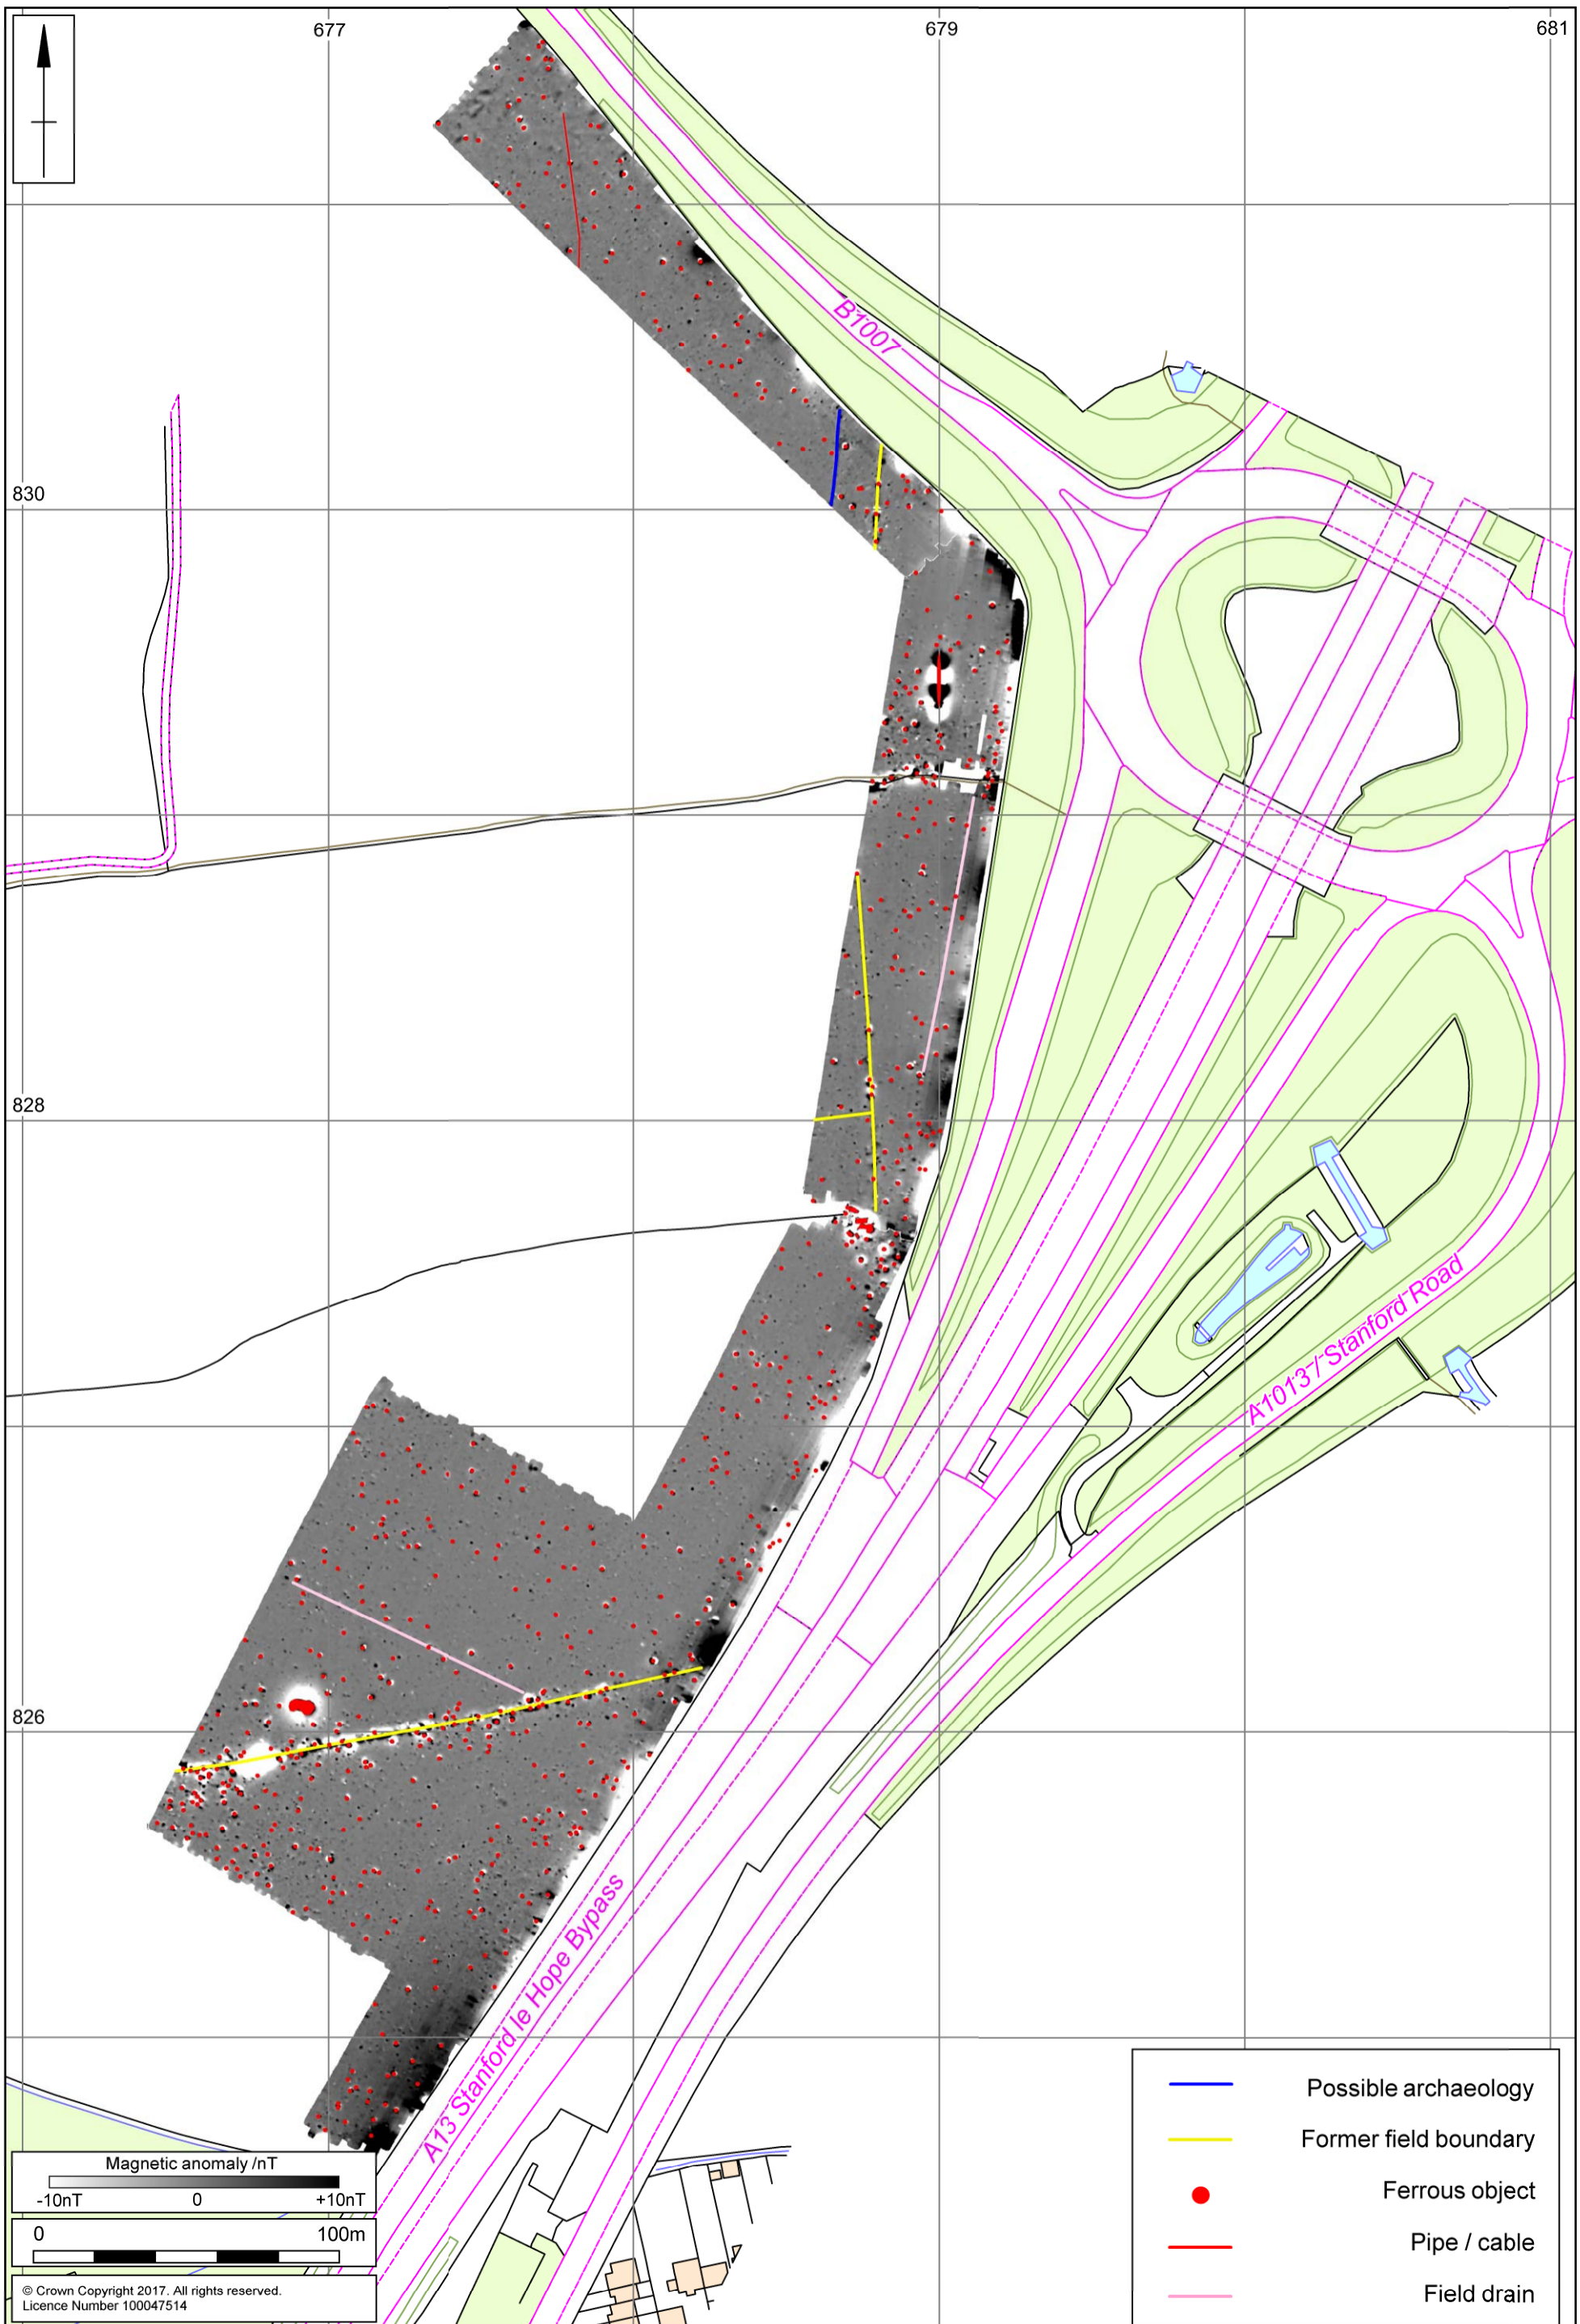 677
679
681
B1007
830
828
A1013 / Stanford Road
826
A13 Stanford le Hope Bypass
Possible archaeology
Former field boundary
Ferrous object
Pipe / cable
Field drain
Magnetic anomaly /nT
-10nT 0 +10nT
0 100m
© Crown Copyright 2017. All rights reserved.
Licence Number 100047514